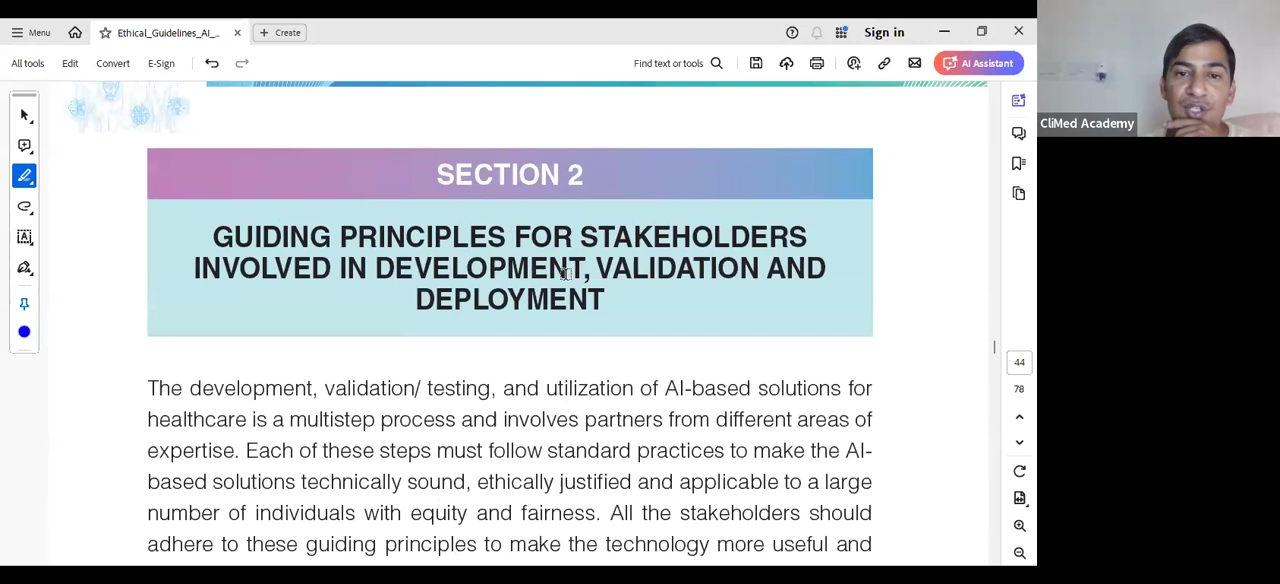 Menu
Ethical_Guidelines_AI_...
Create
Sign in
All tools Edit Convert E-Sign
Find text or tools
AI Assistant
CliMed Academy
SECTION 2
GUIDING PRINCIPLES FOR STAKEHOLDERS
INVOLVED IN DEVELOPMENT, VALIDATION AND
DEPLOYMENT
The development, validation/ testing, and utilization of AI-based solutions for
healthcare is a multistep process and involves partners from different areas of
expertise. Each of these steps must follow standard practices to make the AI-
based solutions technically sound, ethically justified and applicable to a large
number of individuals with equity and fairness. All the stakeholders should
adhere to these guiding principles to make the technology more useful and
44
78